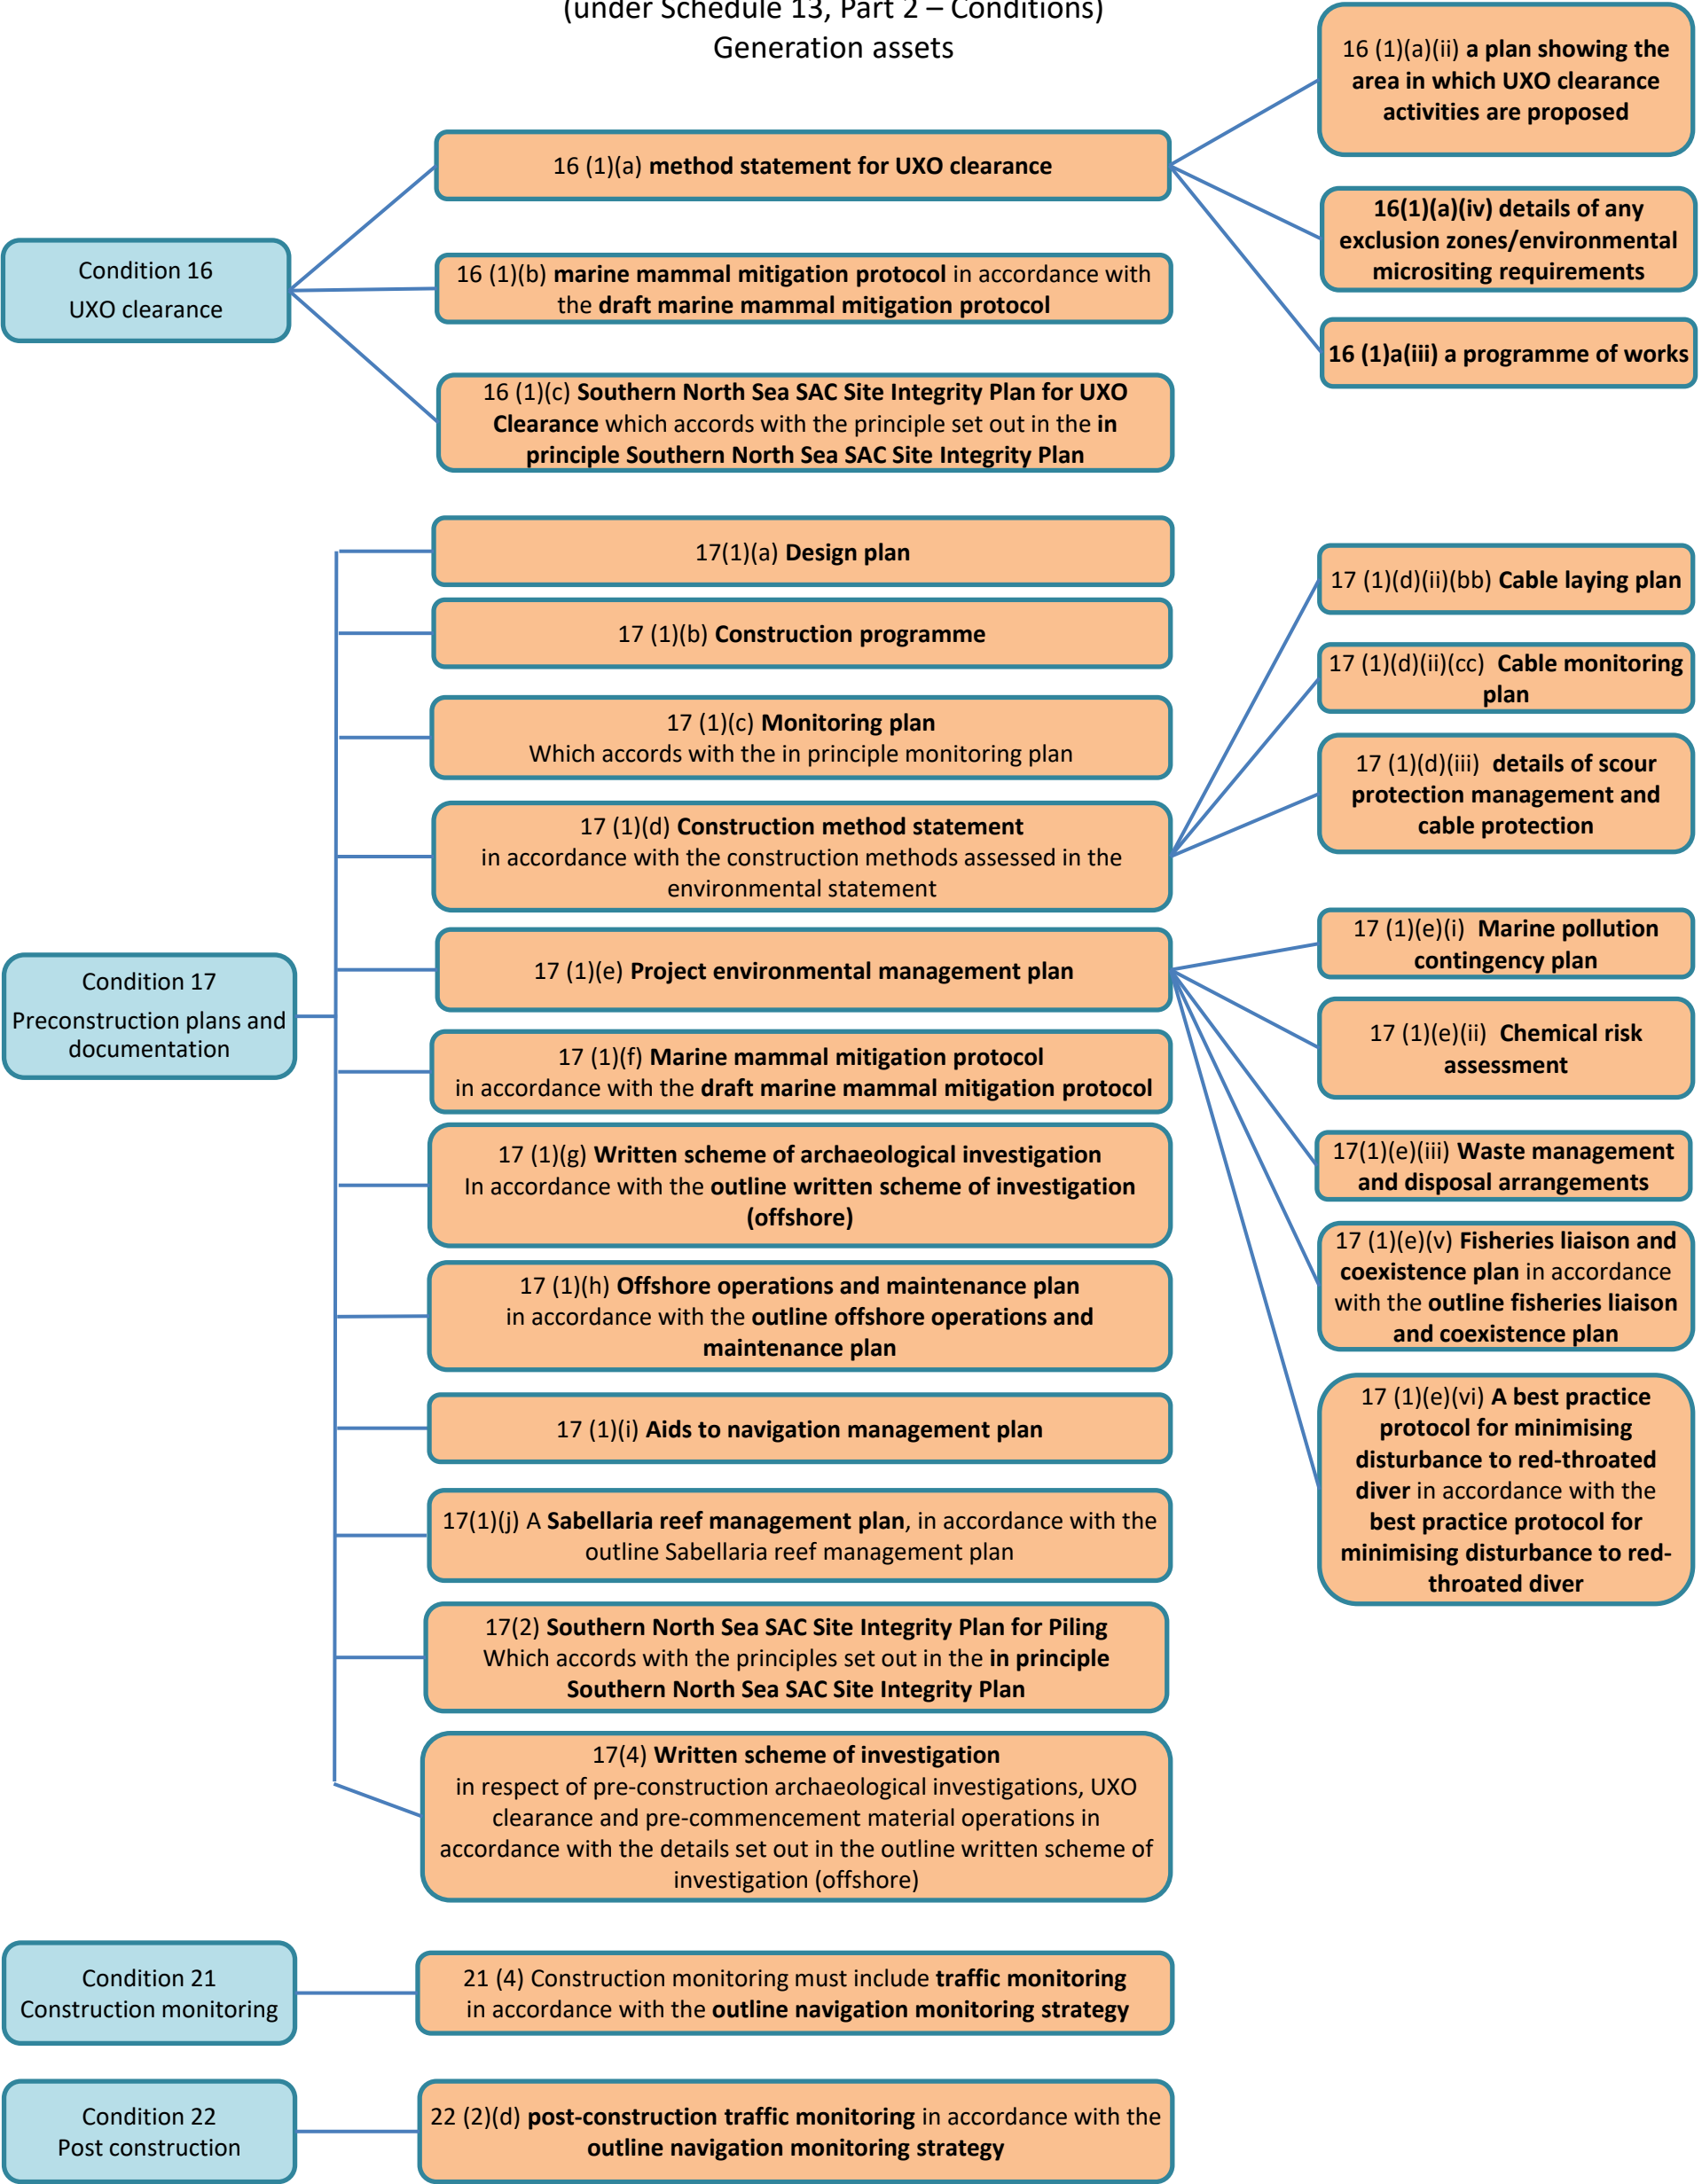 (under Schedule 13, Part 2 – Conditions)
Generation assets
Condition 16
UXO clearance
16 (1)(a) method statement for UXO clearance
16 (1)(b) marine mammal mitigation protocol in accordance with
the draft marine mammal mitigation protocol
16 (1)(c) Southern North Sea SAC Site Integrity Plan for UXO
Clearance which accords with the principle set out in the in
principle Southern North Sea SAC Site Integrity Plan
16 (1)(a)(ii) a plan showing the
area in which UXO clearance
activities are proposed
16(1)(a)(iv) details of any
exclusion zones/environmental
micrositing requirements
16 (1)a(iii) a programme of works
Condition 17
Preconstruction plans and
documentation
17(1)(a) Design plan
17 (1)(b) Construction programme
17 (1)(c) Monitoring plan
Which accords with the in principle monitoring plan
17 (1)(d) Construction method statement
in accordance with the construction methods assessed in the
environmental statement
17 (1)(e) Project environmental management plan
17 (1)(f) Marine mammal mitigation protocol
in accordance with the draft marine mammal mitigation protocol
17 (1)(g) Written scheme of archaeological investigation
In accordance with the outline written scheme of investigation
(offshore)
17 (1)(h) Offshore operations and maintenance plan
in accordance with the outline offshore operations and
maintenance plan
17 (1)(i) Aids to navigation management plan
17(1)(j) A Sabellaria reef management plan, in accordance with the
outline Sabellaria reef management plan
17(2) Southern North Sea SAC Site Integrity Plan for Piling
Which accords with the principles set out in the in principle
Southern North Sea SAC Site Integrity Plan
17(4) Written scheme of investigation
in respect of pre-construction archaeological investigations, UXO
clearance and pre-commencement material operations in
accordance with the details set out in the outline written scheme of
investigation (offshore)
17 (1)(d)(ii)(bb) Cable laying plan
17 (1)(d)(ii)(cc) Cable monitoring
plan
17 (1)(d)(iii) details of scour
protection management and
cable protection
17 (1)(e)(i) Marine pollution
contingency plan
17 (1)(e)(ii) Chemical risk
assessment
17(1)(e)(iii) Waste management
and disposal arrangements
17 (1)(e)(v) Fisheries liaison and
coexistence plan in accordance
with the outline fisheries liaison
and coexistence plan
17 (1)(e)(vi) A best practice
protocol for minimising
disturbance to red-throated
diver in accordance with the
best practice protocol for
minimising disturbance to red-
throated diver
Condition 21
Construction monitoring
21 (4) Construction monitoring must include traffic monitoring
in accordance with the outline navigation monitoring strategy
Condition 22
Post construction
22 (2)(d) post-construction traffic monitoring in accordance with the
outline navigation monitoring strategy